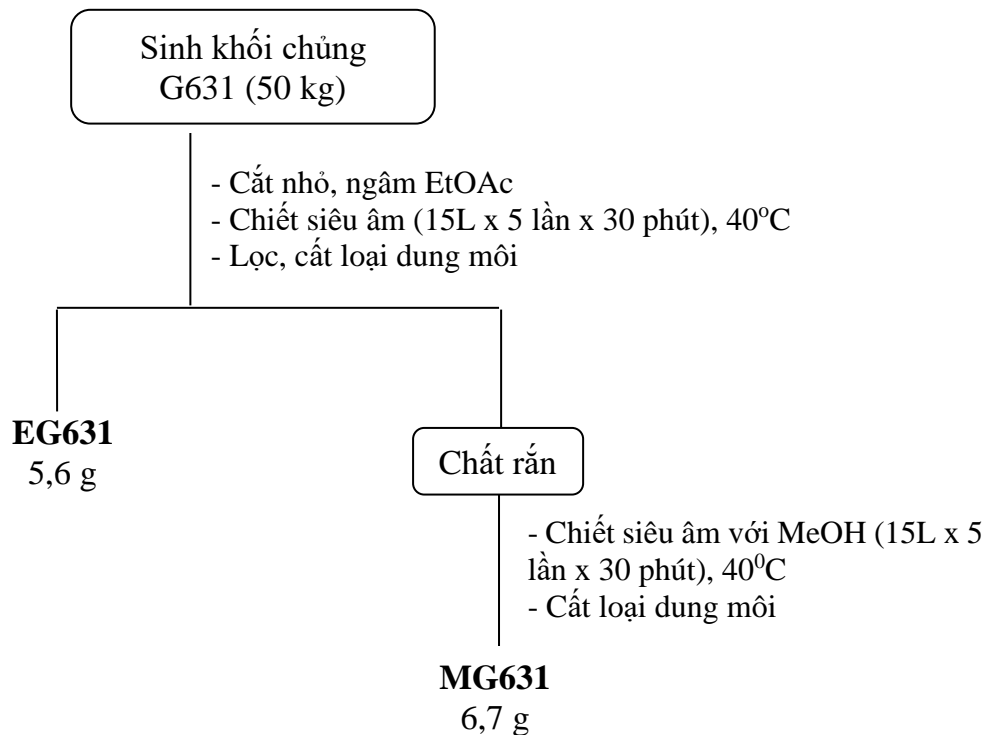 Sinh khối chủng
G631 (50 kg)
- Cắt nhỏ, ngâm EtOAc
- Chiết siêu âm (15L x 5 lần x 30 phút), 40ᵒC
- Lọc, cất loại dung môi
EG631
5,6 g
Chất rắn
- Chiết siêu âm với MeOH (15L x 5
lần x 30 phút), 40⁰C
- Cất loại dung môi
MG631
6,7 g